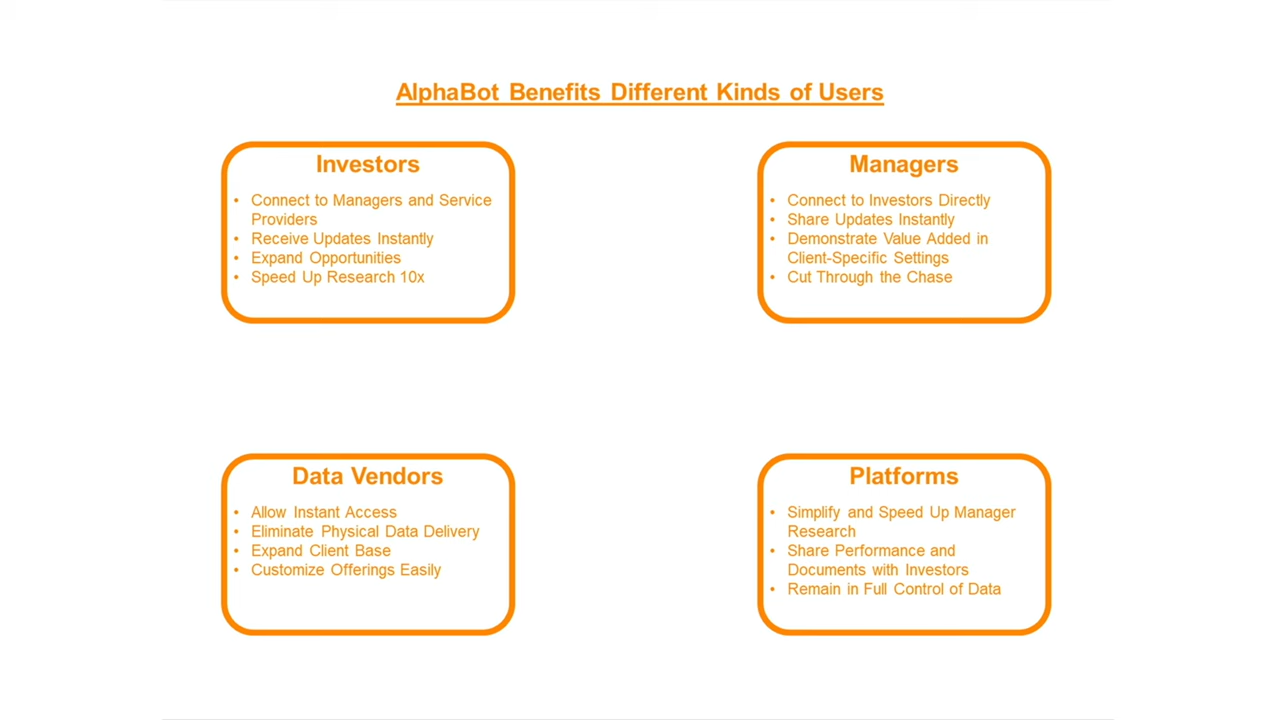 AlphaBot Benefits Different Kinds of Users
Investors
• Connect to Managers and Service
Providers
• Receive Updates Instantly
• Expand Opportunities
• Speed Up Research 10x
Managers
• Connect to Investors Directly
• Share Updates Instantly
• Demonstrate Value Added in
Client-Specific Settings
• Cut Through the Chase
Data Vendors
• Allow Instant Access
• Eliminate Physical Data Delivery
• Expand Client Base
• Customize Offerings Easily
Platforms
• Simplify and Speed Up Manager
Research
• Share Performance and
Documents with Investors
• Remain in Full Control of Data